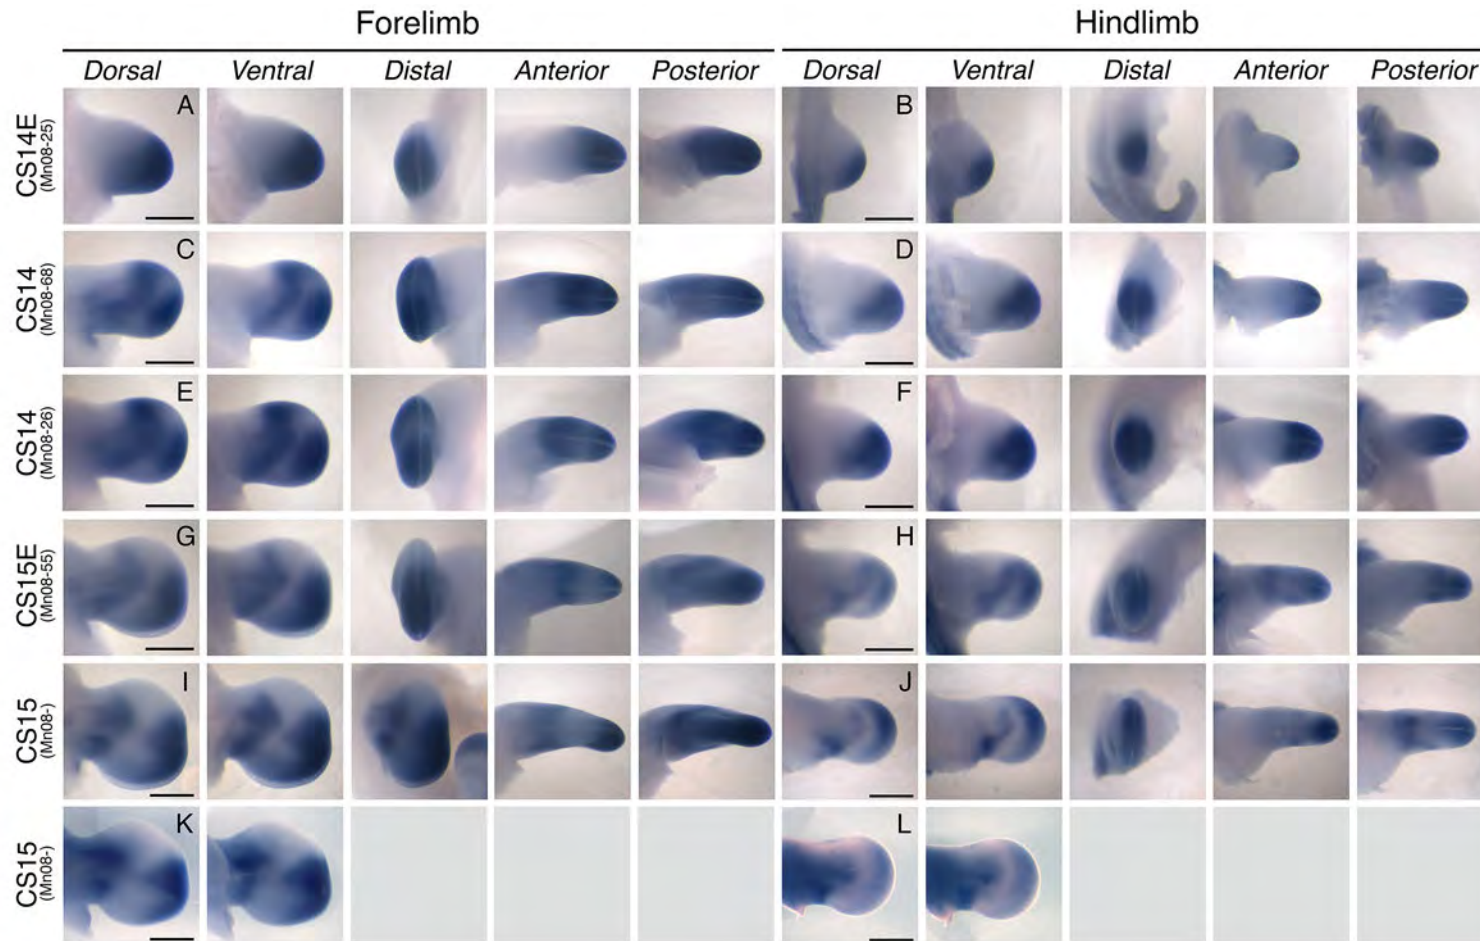 Forelimb Hindlimb
Dorsal Ventral Distal Anterior Posterior Dorsal Ventral Distal Anterior Posterior
CS14E (Mn08-25) A B
CS14 (Mn08-68) C D
CS14 (Mn08-26) E F
CS15E (Mn08-55) G H
CS15 (Mn08-) I J
CS15 (Mn08-) K L